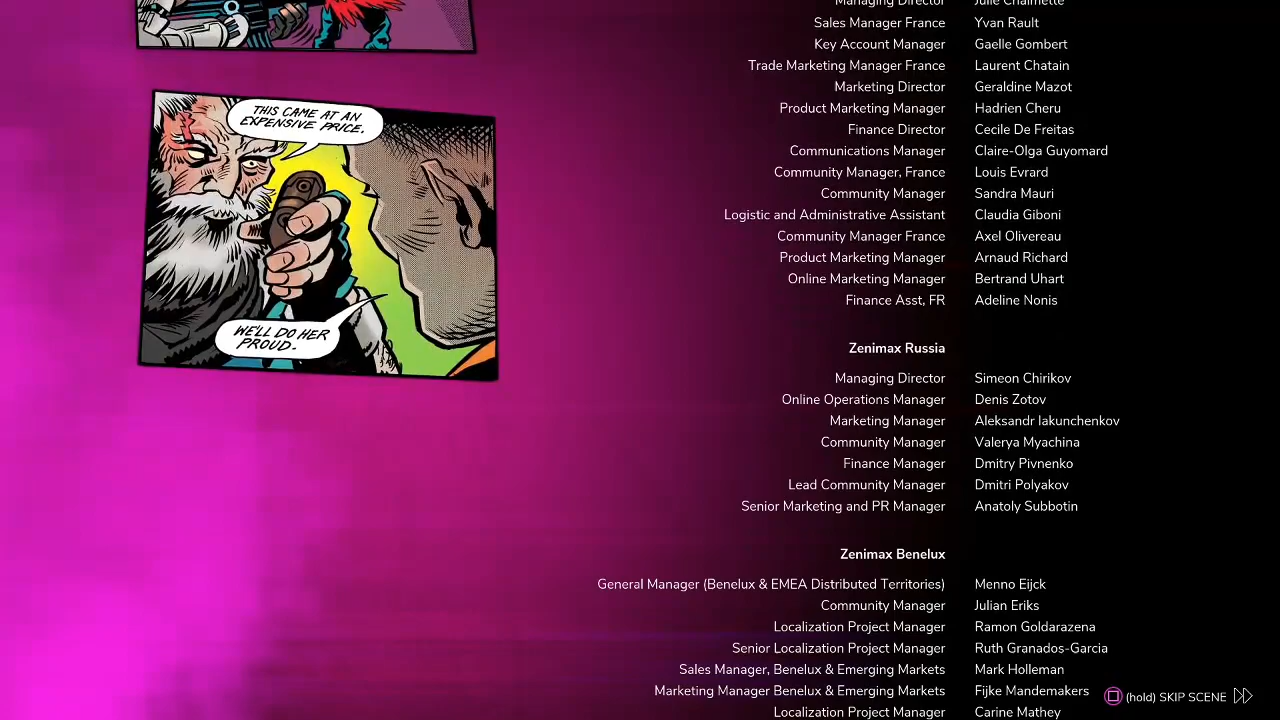 THIS CAME AT AN
EXPENSIVE PRICE.
WE'LL DO HER
PROUD.
Managing Director Julie Chalmette
Sales Manager France Yvan Rault
Key Account Manager Gaelle Gombert
Trade Marketing Manager France Laurent Chatain
Marketing Director Geraldine Mazot
Product Marketing Manager Hadrien Cheru
Finance Director Cecile De Freitas
Communications Manager Claire-Olga Guyomard
Community Manager, France Louis Evrard
Community Manager Sandra Mauri
Logistic and Administrative Assistant Claudia Giboni
Community Manager France Axel Olivereau
Product Marketing Manager Arnaud Richard
Online Marketing Manager Bertrand Uhart
Finance Asst, FR Adeline Nonis
Zenimax Russia
Managing Director Simeon Chirikov
Online Operations Manager Denis Zotov
Marketing Manager Aleksandr Iakunchenkov
Community Manager Valerya Myachina
Finance Manager Dmitry Pivnenko
Lead Community Manager Dmitri Polyakov
Senior Marketing and PR Manager Anatoly Subbotin
Zenimax Benelux
General Manager (Benelux & EMEA Distributed Territories) Menno Eijck
Community Manager Julian Eriks
Localization Project Manager Ramon Goldarazena
Senior Localization Project Manager Ruth Granados-Garcia
Sales Manager, Benelux & Emerging Markets Mark Holleman
Marketing Manager Benelux & Emerging Markets Fijke Mandemakers
Localization Project Manager Carine Mathey
(hold) SKIP SCENE